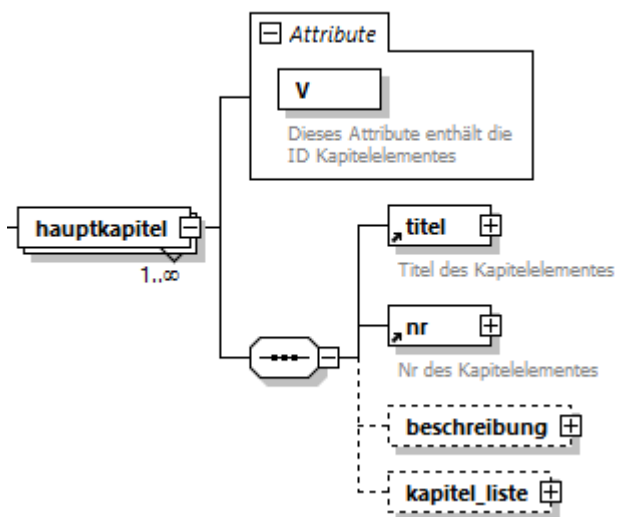 Attribute
V
Dieses Attribute enthält die
ID Kapitelelementes
hauptkapitel
1..∞
titel
Titel des Kapitelelementes
nr
Nr des Kapitelelementes
beschreibung
kapitel_liste